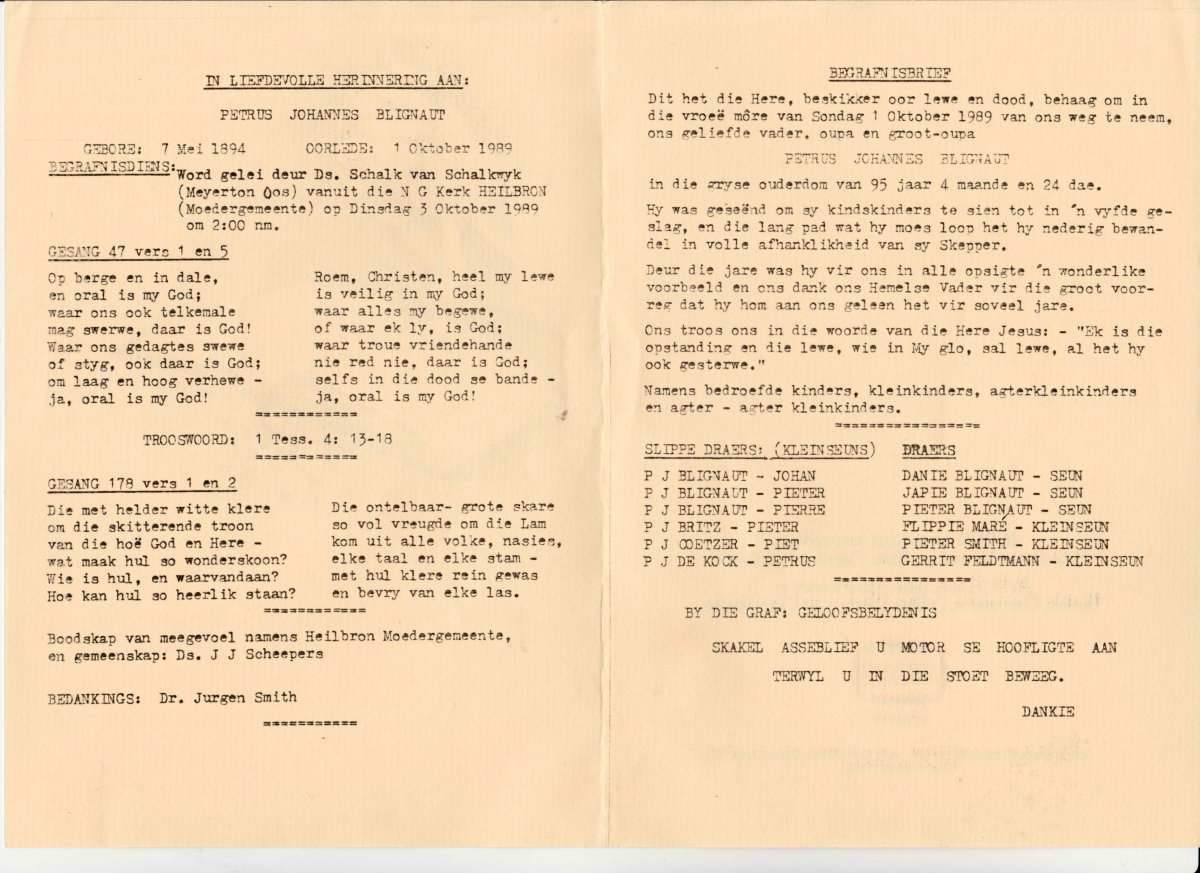 IN LIEFDEVOLLE HERINNERING AAN:
PETRUS JOHANNES BLIGNAUT
GEBORE: 7 Mei 1894 OORLEDE: 1 Oktober 1989
BEGRAFNISDIENS: Word gelei deur Ds. Schalk van Schalkwyk
(Meyerton Oos) vanuit die N G Kerk HEILBRON
(Moedergemeente) op Dinsdag 3 Oktober 1989
om 2:00 nm.
GESANG 47 vers 1 en 5
Op berge en in dale,
en oral is my God;
waar ons ook telkemale
mag swerwe, daar is God!
Waar ons gedagtes swewe
of styg, ook daar is God;
om laag en hoog verhewe -
ja, oral is my God!
Roem, Christen, heel my lewe
is veilig in my God;
waar alles my begewe,
of waar ek ly, is God;
waar troue vriendehande
nie red nie, daar is God;
selfs in die dood se bande -
ja, oral is my God!
===========
TROOSWOORD: 1 Tess. 4: 13-18
===========
GESANG 178 vers 1 en 2
Die met helder witte klere
om die skitterende troon
van die hoë God en Here -
wat maak hul so wonderskoon?
Wie is hul, en waarvandaan?
Hoe kan hul so heerlik staan?
Die ontelbaar- grote skare
so vol vreugde om die Lam
kom uit alle volke, nasies,
elke taal en elke stam -
met hul klere rein gewas
en bevry van elke las.
===========
Boodskap van meegevoel namens Heilbron Moedergemeente,
en gemeenskap: Ds. J J Scheepers
BEDANKINGS: Dr. Jurgen Smith
==========
BEGRAFNISBRIEF
Dit het die Here, beskikker oor lewe en dood, behaag om in
die vroeë môre van Sondag 1 Oktober 1989 van ons weg te neem,
ons geliefde vader, oupa en groot-oupa
PETRUS JOHANNES BLIGNAUT
in die gryse ouderdom van 95 jaar 4 maande en 24 dae.
Hy was geseënd om sy kindskinders te sien tot in 'n vyfde ge-
slag, en die lang pad wat hy moes loop het hy nederig bewan-
del in volle afhanklikheid van sy Skepper.
Deur die jare was hy vir ons in alle opsigte 'n wonderlike
voorbeeld en ons dank ons Hemelse Vader vir die groot voor-
reg dat hy hom aan ons geleen het vir soveel jare.
Ons troos ons in die woorde van die Here Jesus: - "Ek is die
opstanding en die lewe, wie in My glo, sal lewe, al het hy
ook gesterwe."
Namens bedroefde kinders, kleinkinders, agterkleinkinders
en agter - agter kleinkinders.
================
SLIPPE DRAERS: (KLEINSEUNS) DRAERS
P J BLIGNAUT - JOHAN DANIE BLIGNAUT - SEUN
P J BLIGNAUT - PIETER JAPIE BLIGNAUT - SEUN
P J BLIGNAUT - PIERRE PIETER BLIGNAUT - SEUN
P J BRITZ - PIETER FLIPPIE MARÉ - KLEINSEUN
P J COETZER - PIET PIETER SMITH - KLEINSEUN
P J DE KOCK - PETRUS GERRIT FELDTMANN - KLEINSEUN
===============
BY DIE GRAF: GELOOFSBELYDENIS
SKAKEL ASSEBLIEF U MOTOR SE HOOFLIGTE AAN
TERWYL U IN DIE STOET BEWEEG.
DANKIE